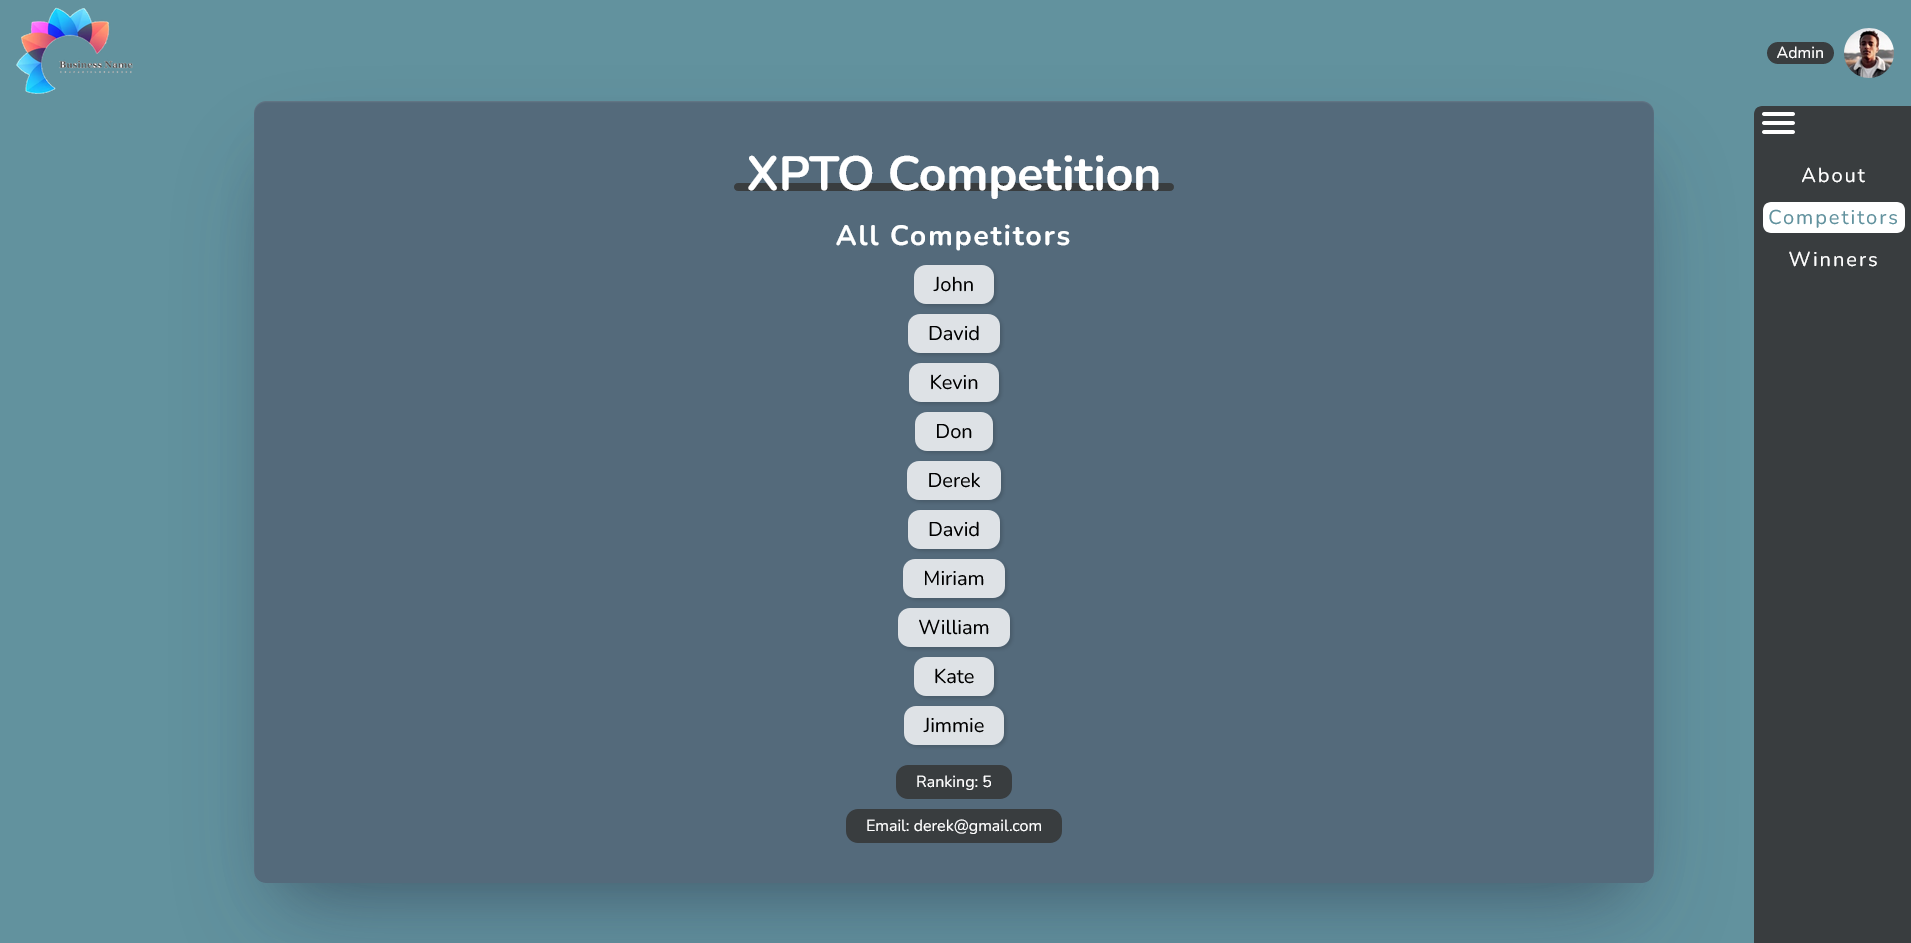 Business Name
Admin
XPTO Competition
All Competitors
John
David
Kevin
Don
Derek
David
Miriam
William
Kate
Jimmie
Ranking: 5
Email: derek@gmail.com
About
Competitors
Winners